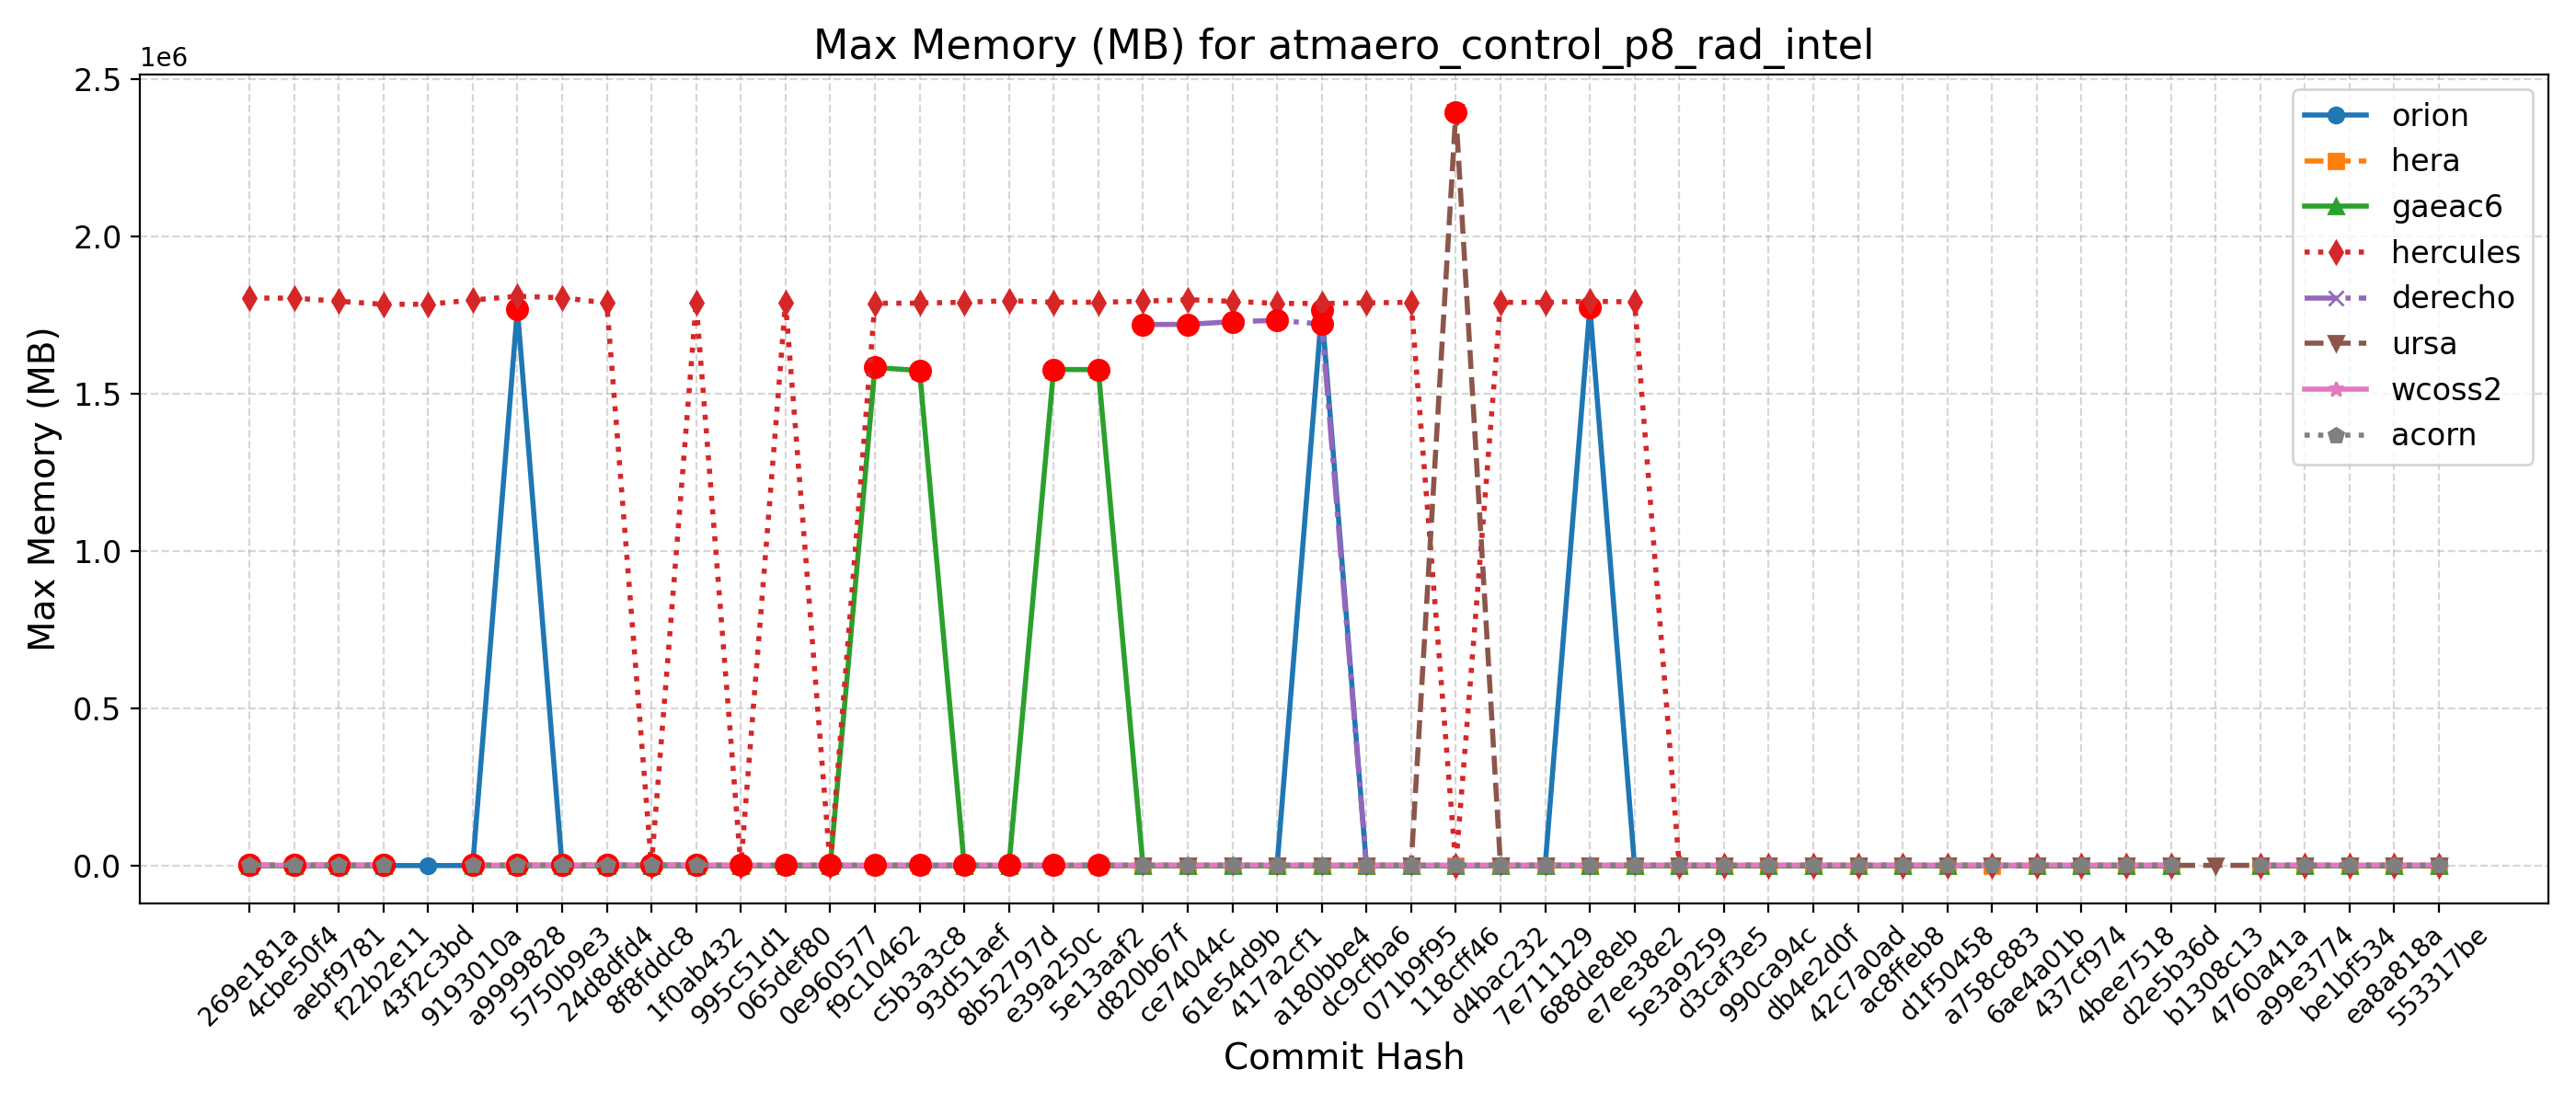 Max Memory (MB) for atmaero_control_p8_rad_intel
1e6
2.5
2.0
1.5
1.0
0.5
0.0
Max Memory (MB)
orion
hera
gaeac6
hercules
derecho
ursa
wcoss2
acorn
269e181a
4cbe50f4
aebf9781
f22b2e11
43f2c3bd
9193010a
a9999828
5750b9e3
24d8dfd4
8f8fddc8
1f0ab432
995c51d1
065def80
0e960577
f9c10462
c5b3a3c8
93d51aef
8b52797d
e39a250c
5e13aaf2
d820b67f
ce74044c
61e54d9b
417a2cf1
a180bbe4
dc9cfba6
071b9f95
118cff46
d4bac232
7e711129
688de8eb
e7ee38e2
5e3a9259
d3caf3e5
990ca94c
db4e2d0f
42c7a0ad
ac8ffeb8
d1f50458
a758c883
6ae4a01b
437cf974
4bee7518
d2e5b36d
b1308c13
4760a41a
a99e3774
be1bf534
ea8a818a
553317be
Commit Hash